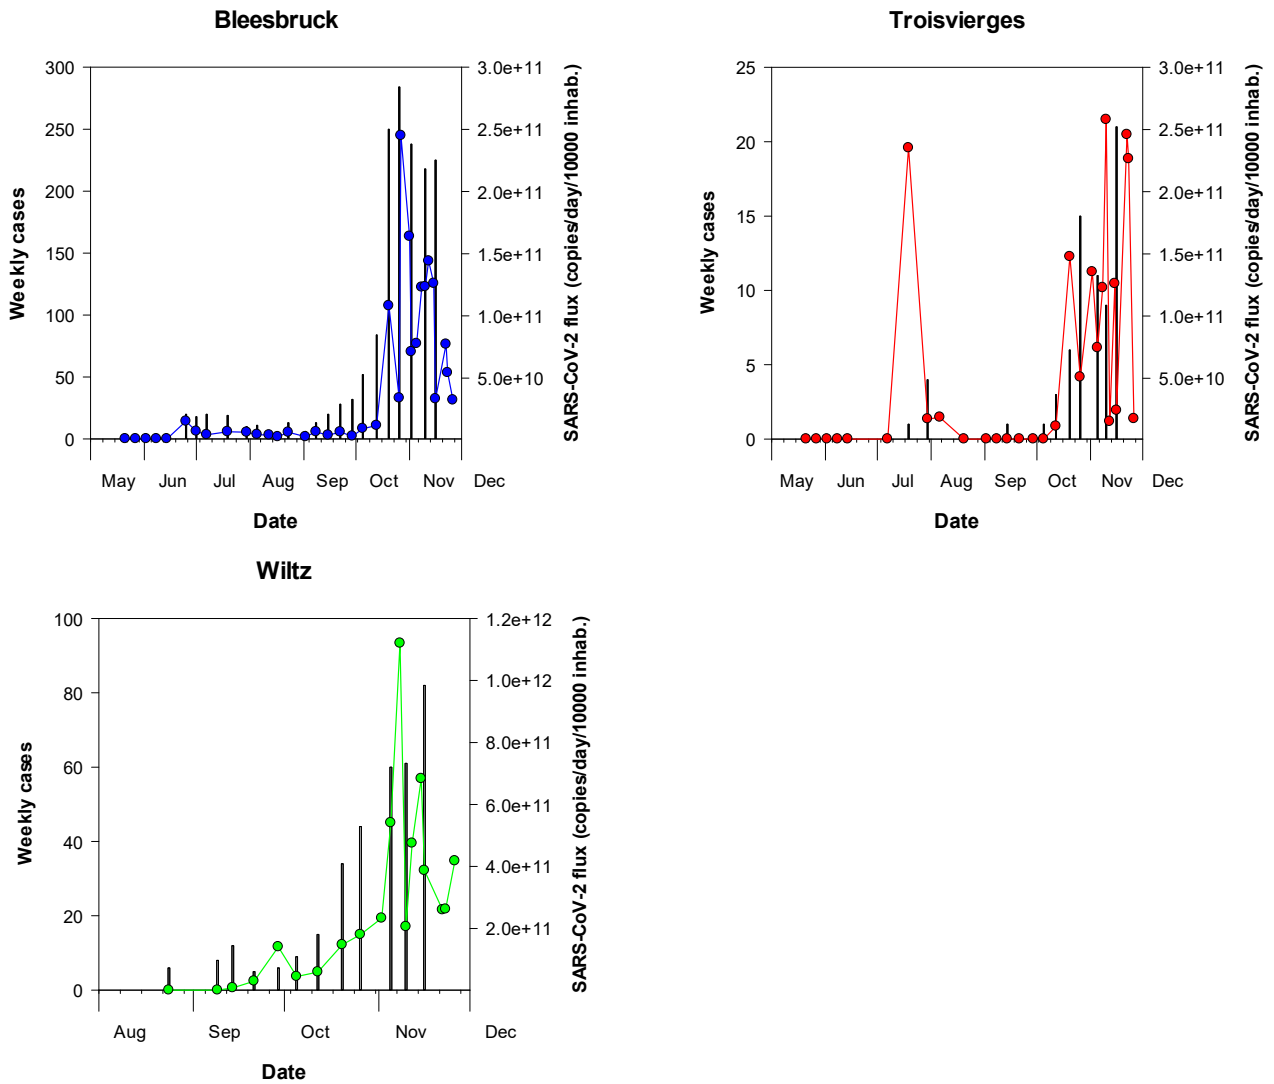 Bleesbruck
300
250
200
150
100
50
0
Weekly cases
3.0e+11
2.5e+11
2.0e+11
1.5e+11
1.0e+11
5.0e+10
SARS-CoV-2 flux (copies/day/10000 inhab.)
May Jun Jul Aug Sep Oct Nov Dec
Date
Troisvierges
25
20
15
10
5
0
Weekly cases
3.0e+11
2.5e+11
2.0e+11
1.5e+11
1.0e+11
5.0e+10
SARS-CoV-2 flux (copies/day/10000 inhab.)
May Jun Jul Aug Sep Oct Nov Dec
Date
Wiltz
100
80
60
40
20
0
Weekly cases
1.2e+12
1.0e+12
8.0e+11
6.0e+11
4.0e+11
2.0e+11
SARS-CoV-2 flux (copies/day/10000 inhab.)
Aug Sep Oct Nov Dec
Date